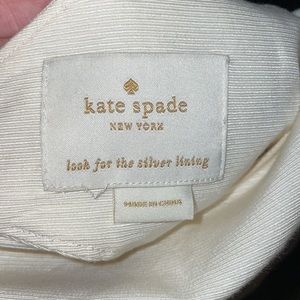 kate spade
NEW YORK
look for the silver lining
MADE IN CHINA